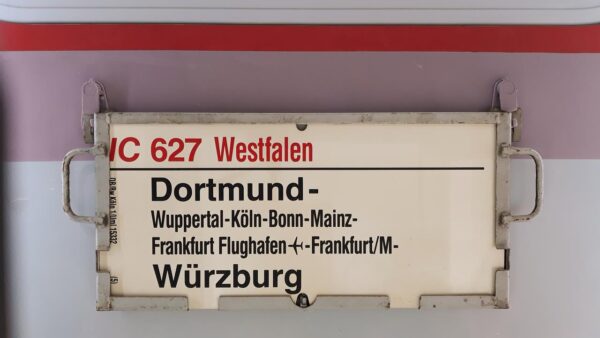 IC 627 Westfalen
Dortmund-
Wuppertal-Köln-Bonn-Mainz-
Frankfurt Flughafen ✈-Frankfurt/M-
Würzburg